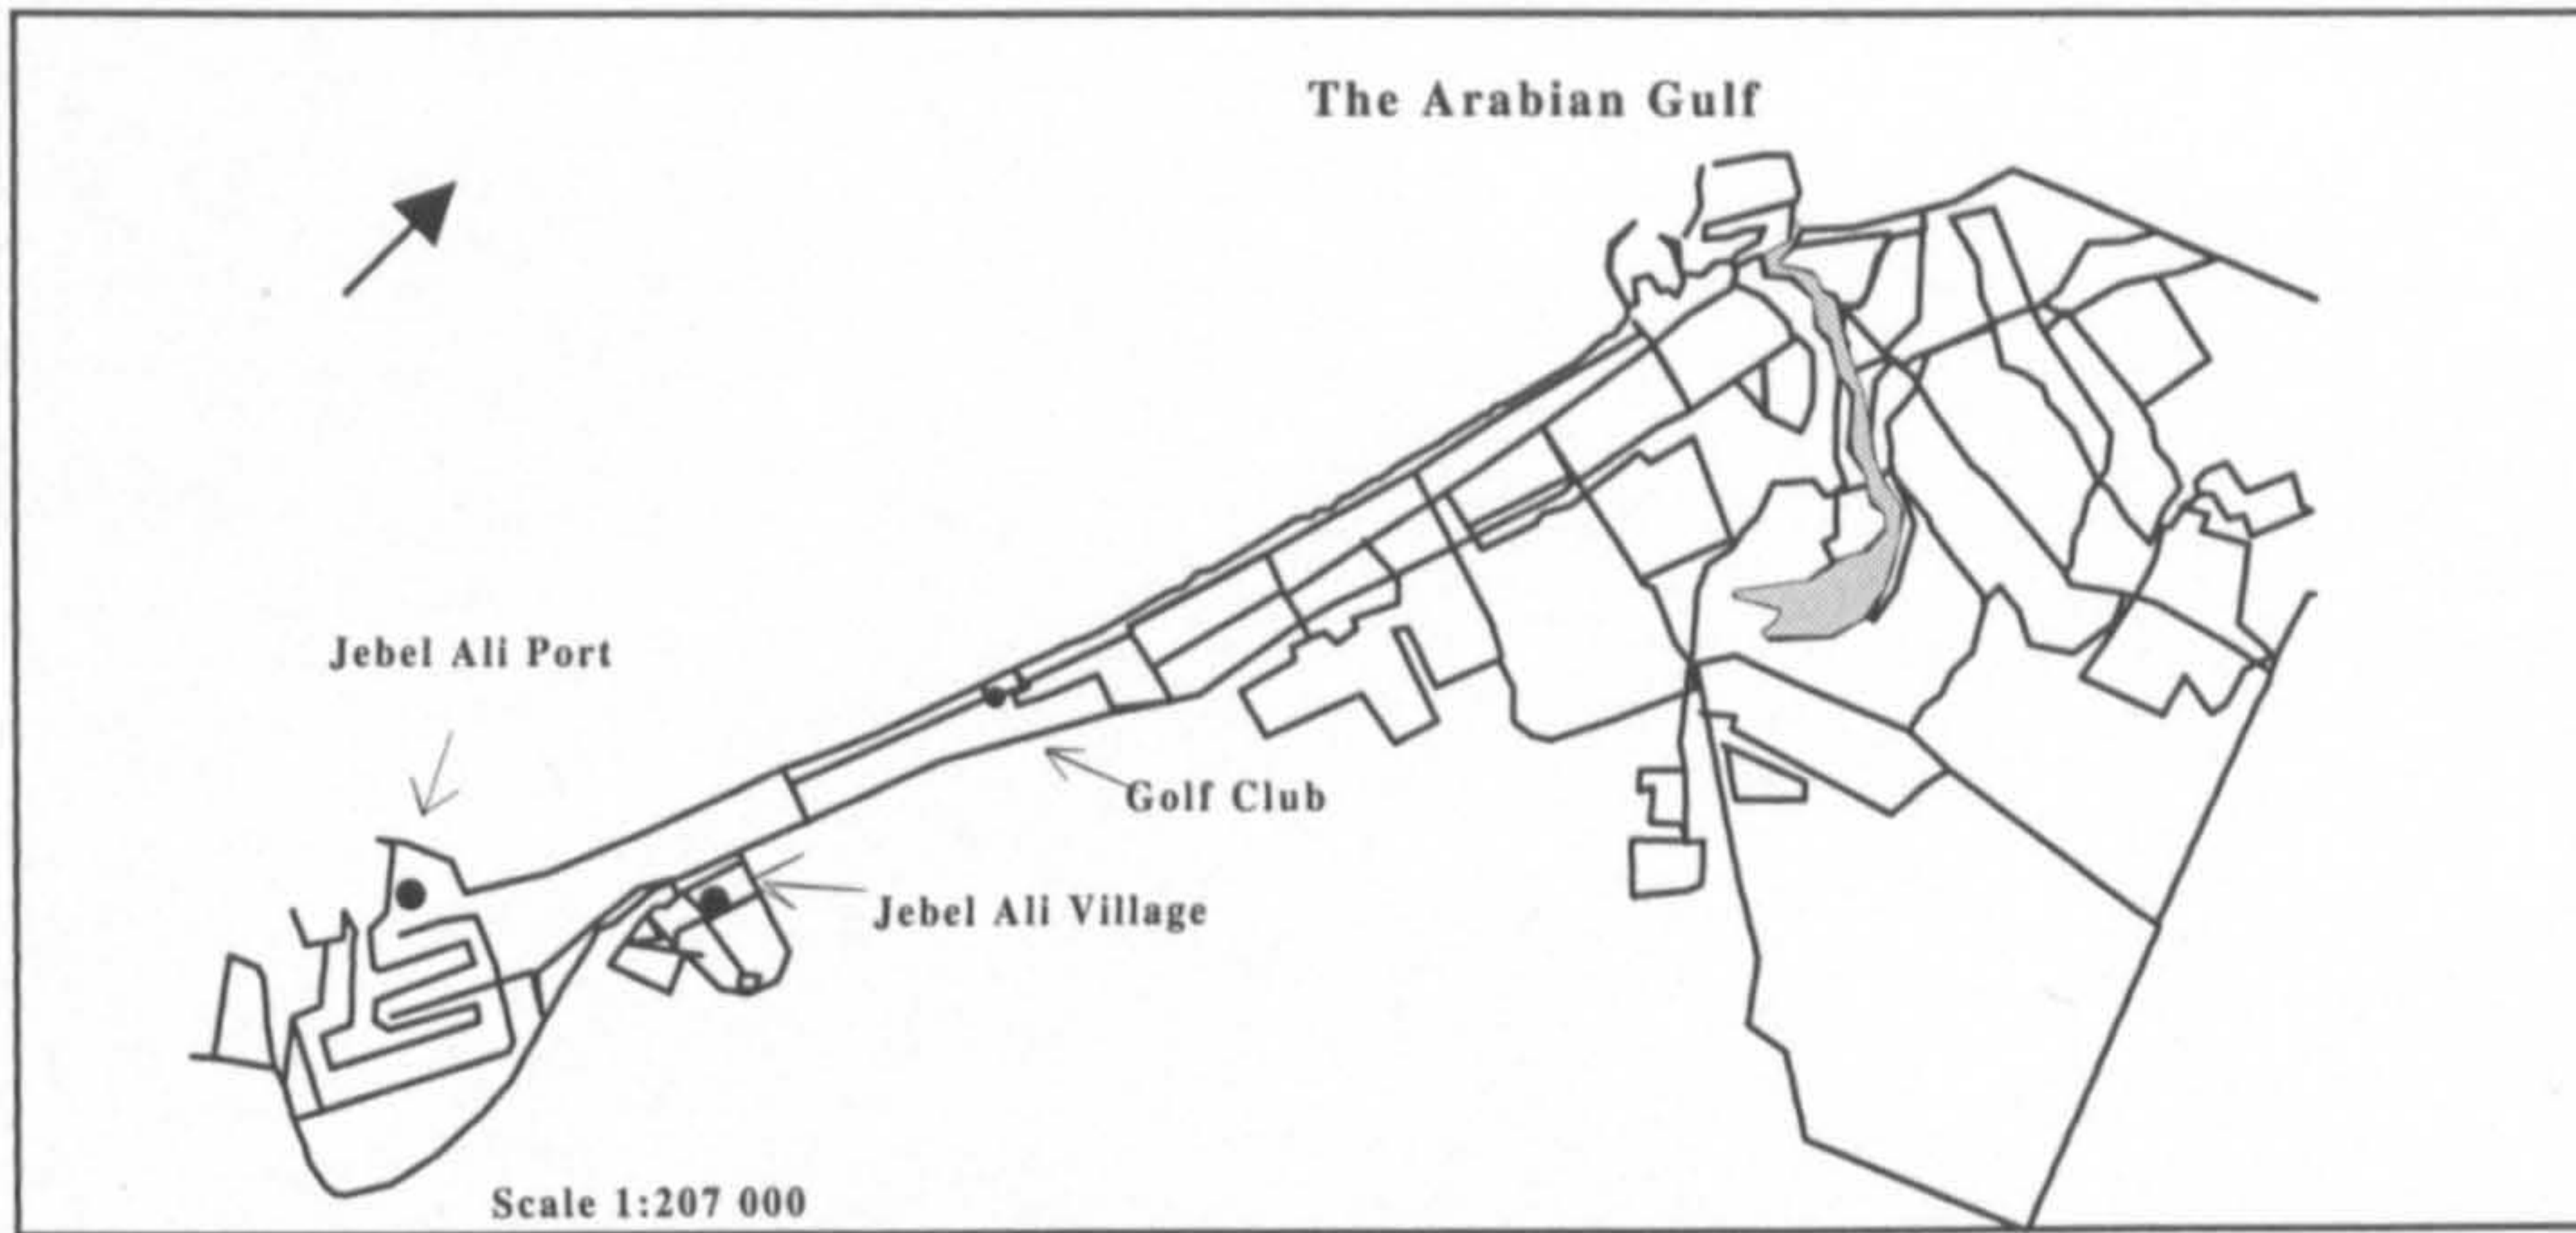 The Arabian Gulf
Jebel Ali Port
Golf Club
Jebel Ali Village
Scale 1:207 000